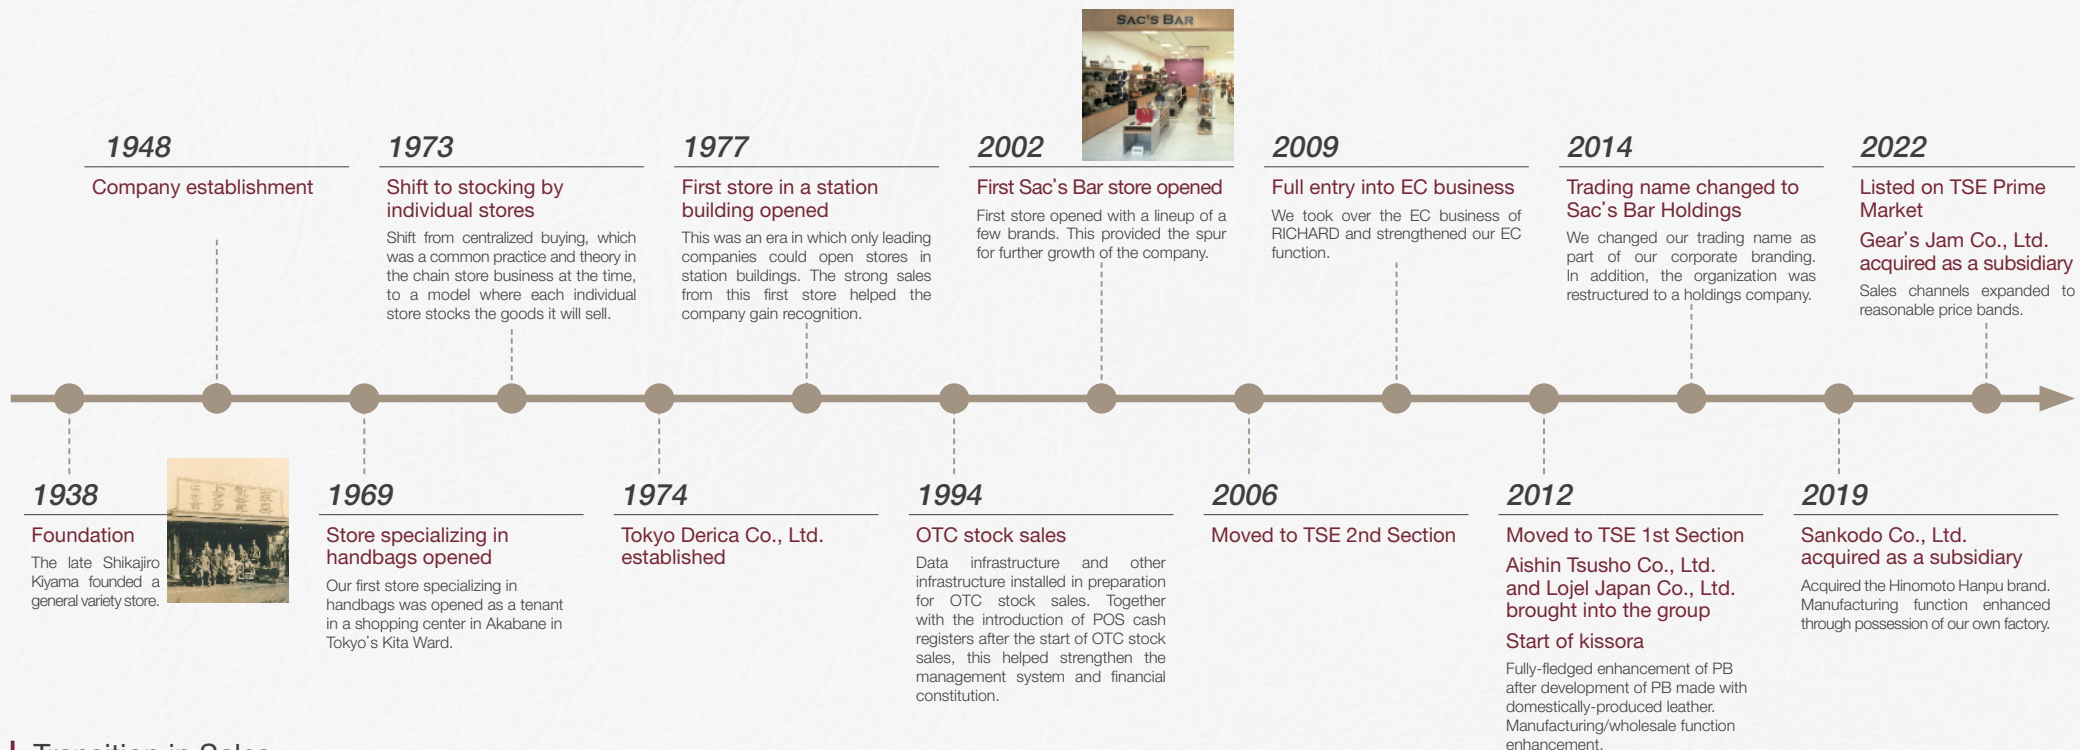 SAC'S BAR
1948
Company establishment
1973
Shift to stocking by
individual stores
Shift from centralized buying, which
was a common practice and theory in
the chain store business at the time,
to a model where each individual
store stocks the goods it will sell.
1977
First store in a station
building opened
This was an era in which only leading
companies could open stores in
station buildings. The strong sales
from this first store helped the
company gain recognition.
2002
First Sac's Bar store opened
First store opened with a lineup of a
few brands. This provided the spur
for further growth of the company.
2009
Full entry into EC business
We took over the EC business of
RICHARD and strengthened our EC
function.
2014
Trading name changed to
Sac's Bar Holdings
We changed our trading name as
part of our corporate branding.
In addition, the organization was
restructured to a holdings company.
2022
Listed on TSE Prime
Market
Gear's Jam Co., Ltd.
acquired as a subsidiary
Sales channels expanded to
reasonable price bands.
1938
Foundation
The late Shikajiro
Kiyama founded a
general variety store.
1969
Store specializing in
handbags opened
Our first store specializing in
handbags was opened as a tenant
in a shopping center in Akabane in
Tokyo's Kita Ward.
1974
Tokyo Derica Co., Ltd.
established
1994
OTC stock sales
Data infrastructure and other
infrastructure installed in preparation
for OTC stock sales. Together
with the introduction of POS cash
registers after the start of OTC stock
sales, this helped strengthen the
management system and financial
constitution.
2006
Moved to TSE 2nd Section
2012
Moved to TSE 1st Section
Aishin Tsusho Co., Ltd.
and Lojel Japan Co., Ltd.
brought into the group
Start of kissora
Fully-fledged enhancement of PB
after development of PB made with
domestically-produced leather.
Manufacturing/wholesale function
enhancement.
2019
Sankodo Co., Ltd.
acquired as a subsidiary
Acquired the Hinomoto Hanpu brand.
Manufacturing function enhanced
through possession of our own factory.
Transition in Sales